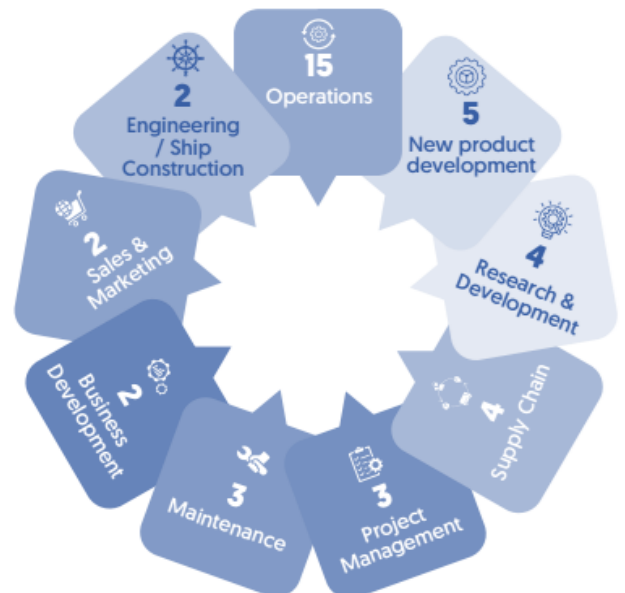 15
Operations
5
New product
development
4
Research &
Development
4
Supply Chain
3
Project
Management
3
Maintenance
2
Business
Development
2
Sales &
Marketing
2
Engineering
/ Ship
Construction